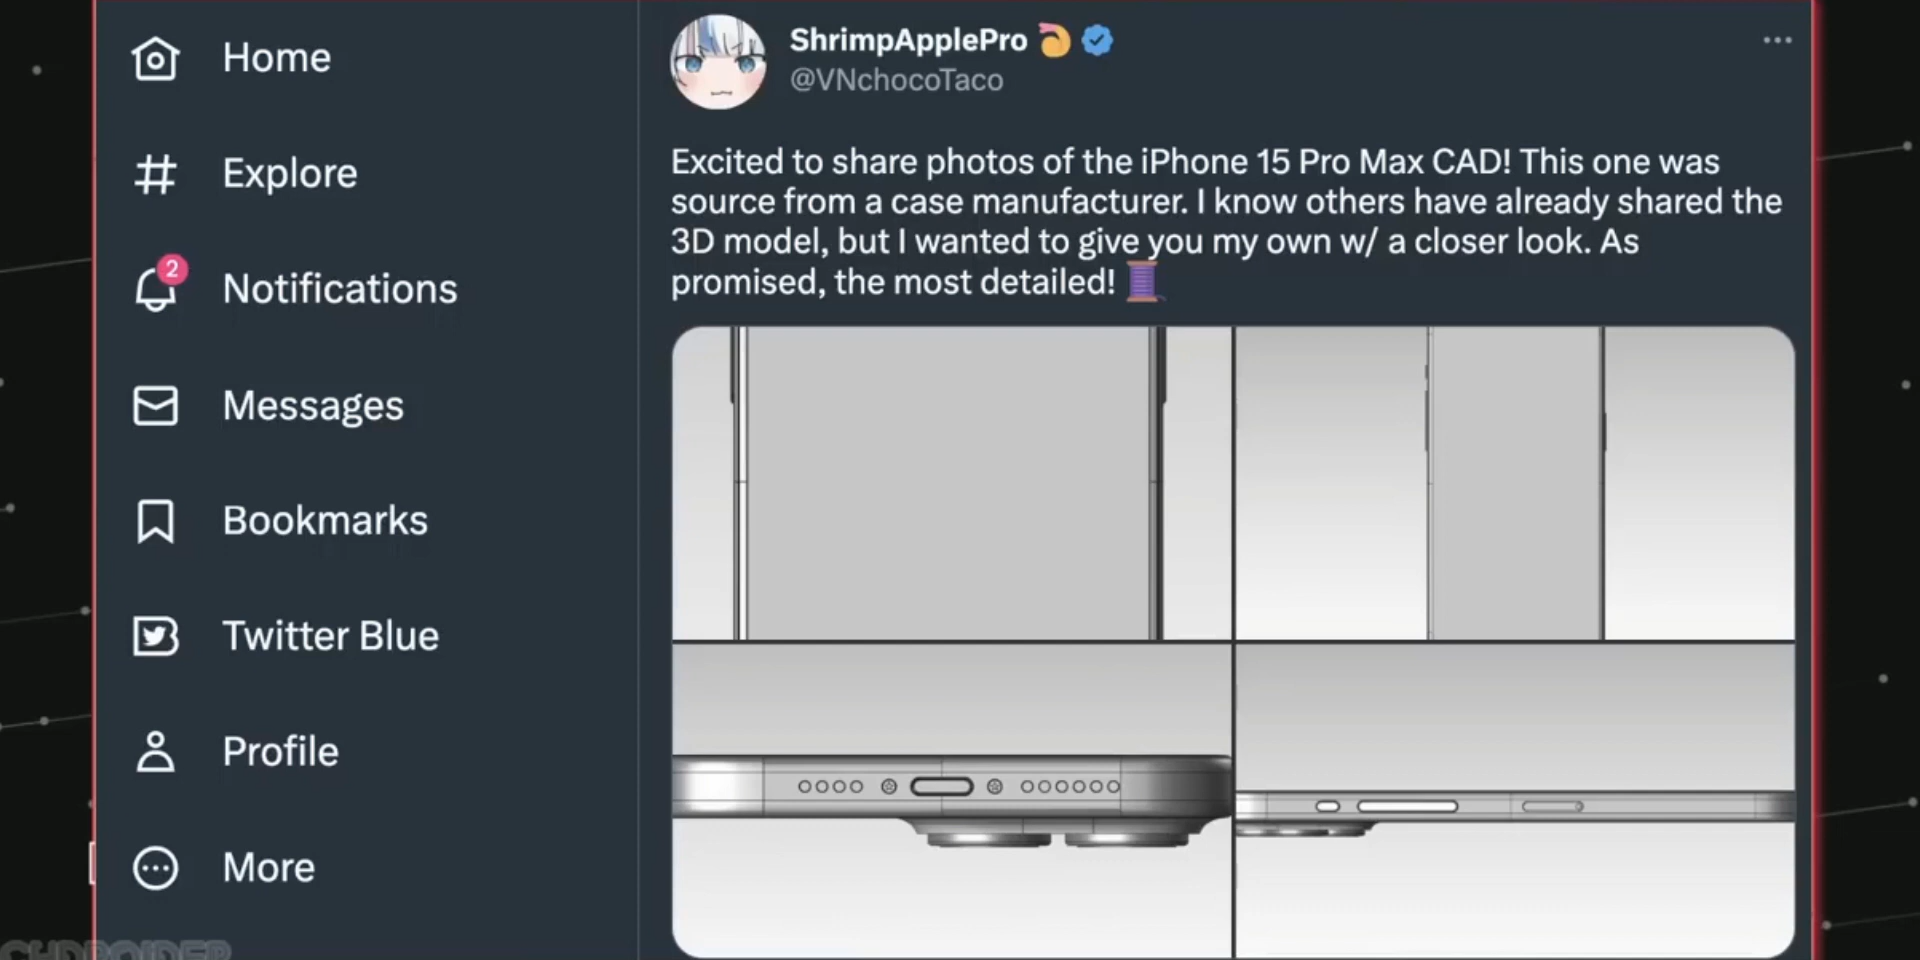 Home
Explore
2
Notifications
Messages
Bookmarks
Twitter Blue
Profile
More
ShrimpApplePro
@VNchocoTaco
Excited to share photos of the iPhone 15 Pro Max CAD! This one was
source from a case manufacturer. I know others have already shared the
3D model, but I wanted to give you my own w/ a closer look. As
promised, the most detailed!